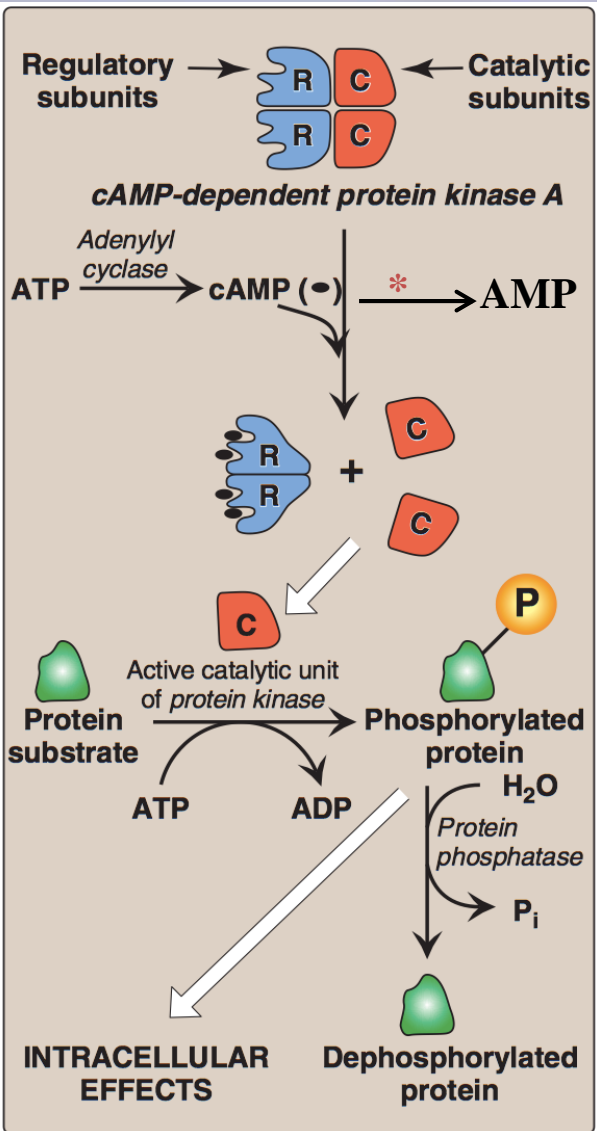 Regulatory
subunits
R
C
Catalytic
subunits
R
C
cAMP-dependent protein kinase A
Adenylyl
cyclase
ATP
cAMP ( )
*
AMP
R
R
+
C
C
C
P
Active catalytic unit
of protein kinase
Protein
substrate
Phosphorylated
protein
ATP
ADP
H₂O
Protein
phosphatase
Pᵢ
INTRACELLULAR
EFFECTS
Dephosphorylated
protein